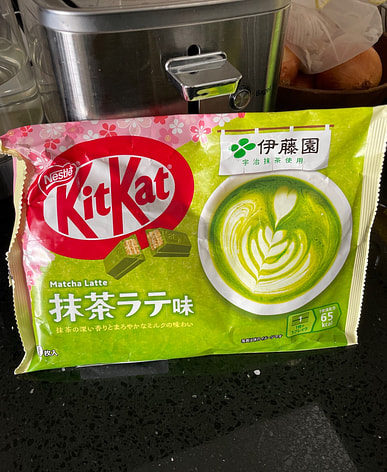 伊藤園
宇治抹茶使用
Nestlé
KitKat
Matcha Latte
抹茶ラテ味
抹茶の深い香りとまろやかなミルクの味わい
枚入
65
kcal